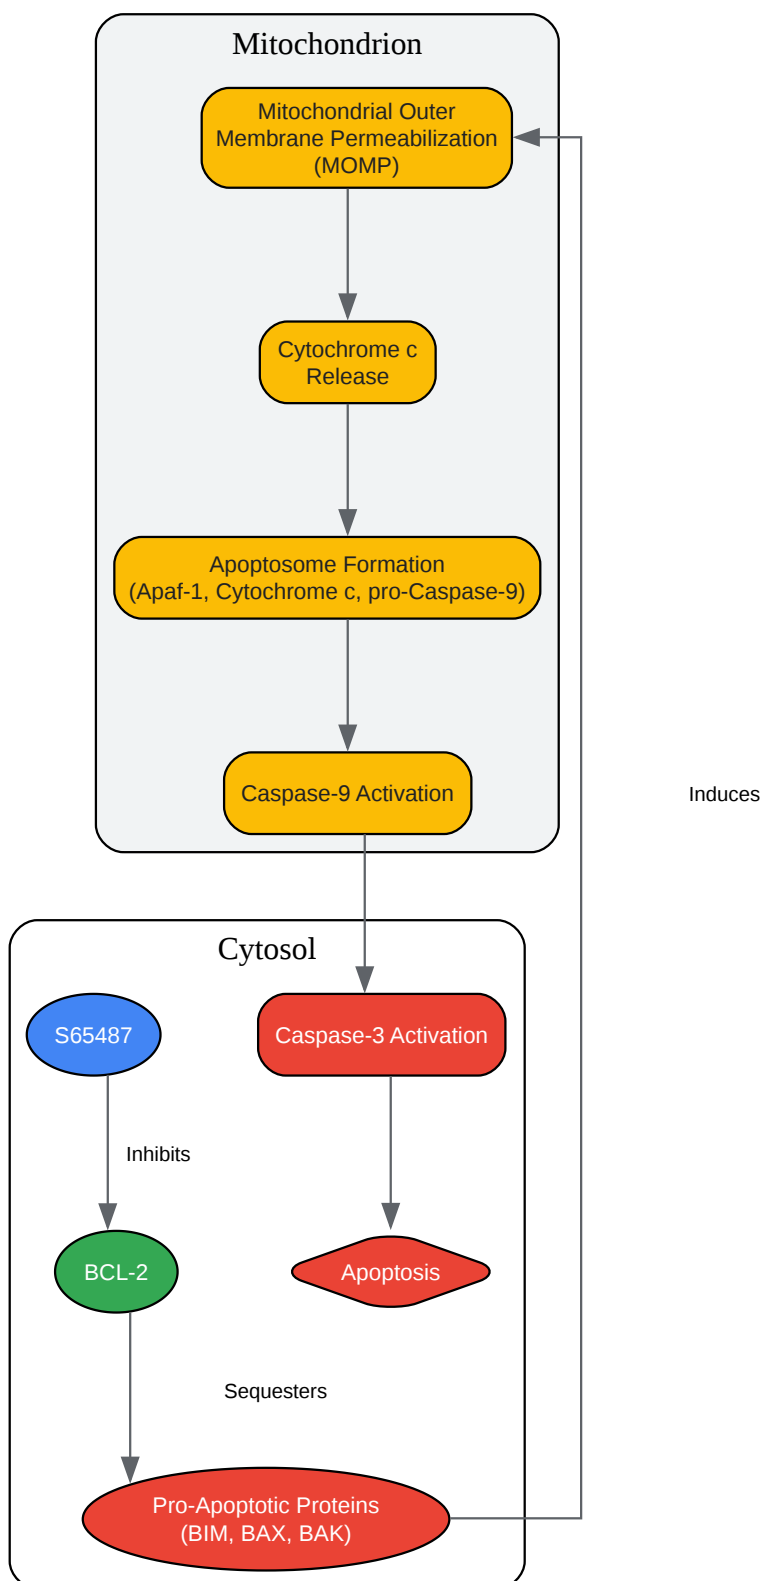 Mitochondrion
Mitochondrial Outer
Membrane Permeabilization
(MOMP)
Cytochrome c
Release
Apoptosome Formation
(Apaf-1, Cytochrome c, pro-Caspase-9)
Caspase-9 Activation
Induces
Cytosol
S65487
Caspase-3 Activation
Inhibits
BCL-2
Apoptosis
Sequesters
Pro-Apoptotic Proteins
(BIM, BAX, BAK)